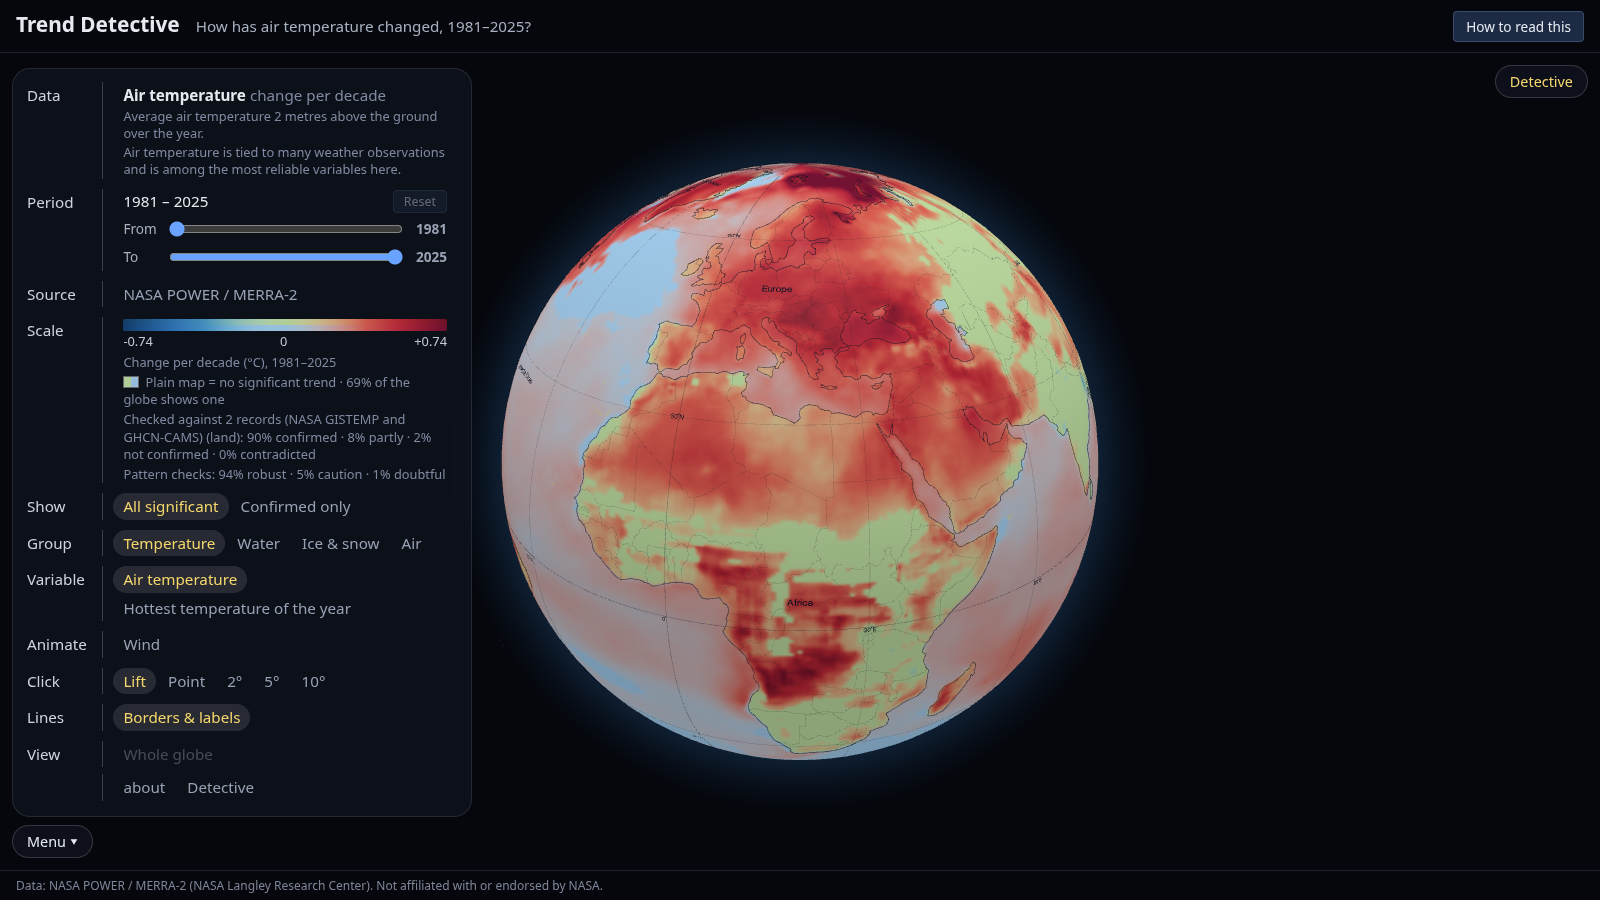 Trend Detective How has air temperature changed, 1981–2025?
How to read this
Detective
Data
Air temperature change per decade
Average air temperature 2 metres above the ground
over the year.
Air temperature is tied to many weather observations
and is among the most reliable variables here.
Period
1981 – 2025
Reset
From
1981
To
2025
Source
NASA POWER / MERRA-2
Scale
-0.74 0 +0.74
Change per decade (°C), 1981–2025
Plain map = no significant trend · 69% of the
globe shows one
Checked against 2 records (NASA GISTEMP and
GHCN-CAMS) (land): 90% confirmed · 8% partly · 2%
not confirmed · 0% contradicted
Pattern checks: 94% robust · 5% caution · 1% doubtful
Show
All significant Confirmed only
Group
Temperature Water Ice & snow Air
Variable
Air temperature
Hottest temperature of the year
Animate
Wind
Click
Lift Point 2° 5° 10°
Lines
Borders & labels
View
Whole globe
about Detective
Menu ▾
Europe
30°N
Africa
0°
30°E
Data: NASA POWER / MERRA-2 (NASA Langley Research Center). Not affiliated with or endorsed by NASA.